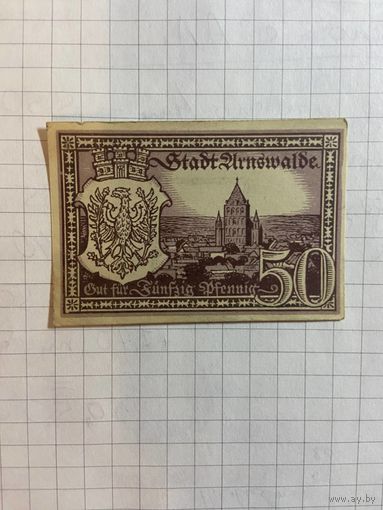 Stadt Arnswalde.
Gut für Fünfzig Pfennig
50
www.ay.by